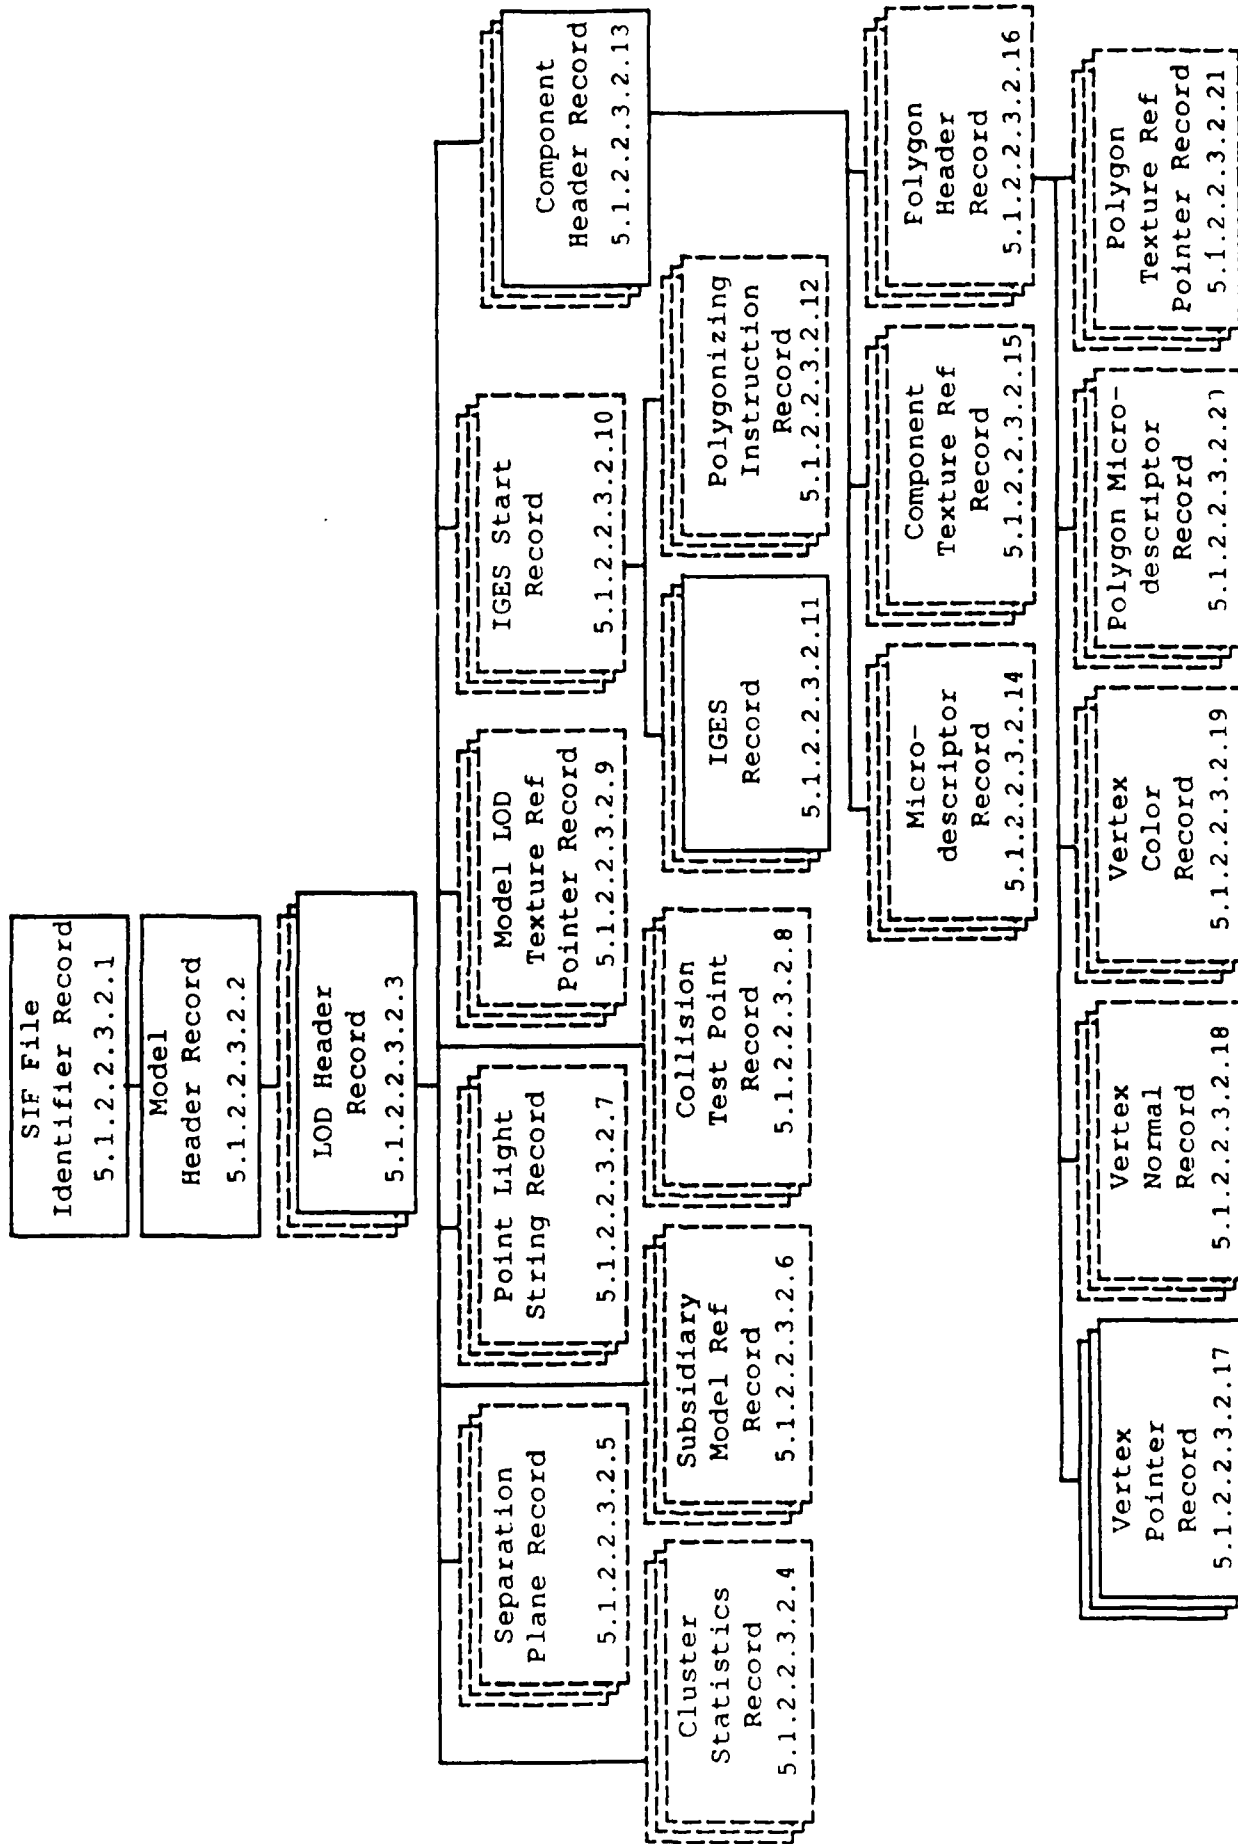 SIF File
Identifier Record
5.1.2.2.3.2.1
Model
Header Record
5.1.2.2.3.2.2
LOD Header
Record
5.1.2.2.3.2.3
Cluster
Statistics
Record
5.1.2.2.3.2.4
Separation
Plane Record
5.1.2.2.3.2.5
Subsidiary
Model Ref
Record
5.1.2.2.3.2.6
Point Light
String Record
5.1.2.2.3.2.7
Collision
Test Point
Record
5.1.2.2.3.2.8
Model LOD
Texture Ref
Pointer Record
5.1.2.2.3.2.9
IGES Start
Record
5.1.2.2.3.2.10
IGES
Record
5.1.2.2.3.2.11
Polygonizing
Instruction
Record
5.1.2.2.3.2.12
Component
Header Record
5.1.2.2.3.2.13
Micro-
descriptor
Record
5.1.2.2.3.2.14
Component
Texture Ref
Record
5.1.2.2.3.2.15
Polygon
Header
Record
5.1.2.2.3.2.16
Vertex
Pointer
Record
5.1.2.2.3.2.17
Vertex
Normal
Record
5.1.2.2.3.2.18
Vertex
Color
Record
5.1.2.2.3.2.19
Polygon Micro-
descriptor
Record
5.1.2.2.3.2.20
Polygon
Texture Ref
Pointer Record
5.1.2.2.3.2.21